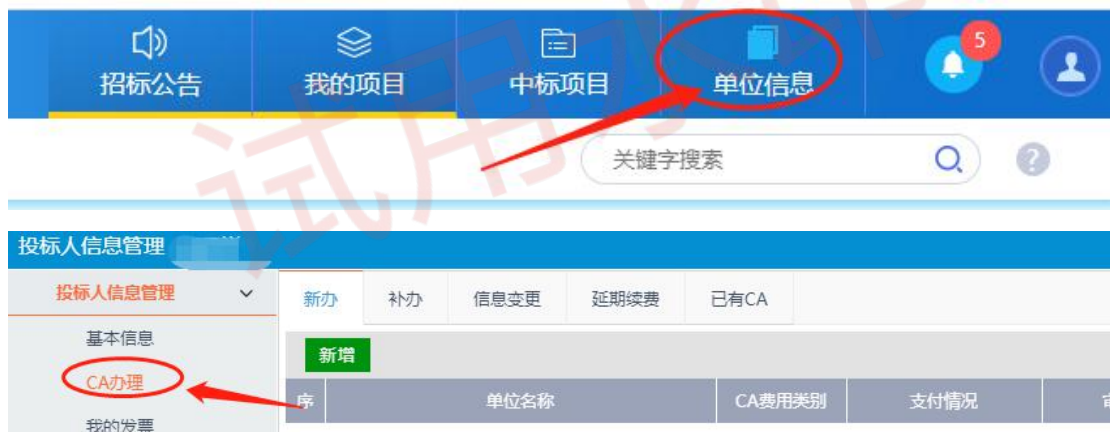 招标公告 我的项目 中标项目 单位信息 5
关键字搜索 ?
投标人信息管理
投标人信息管理 新办 补办 信息变更 延期续费 已有CA
基本信息
新增
CA办理
序 单位名称 CA费用类别 支付情况
我的发票
试用水